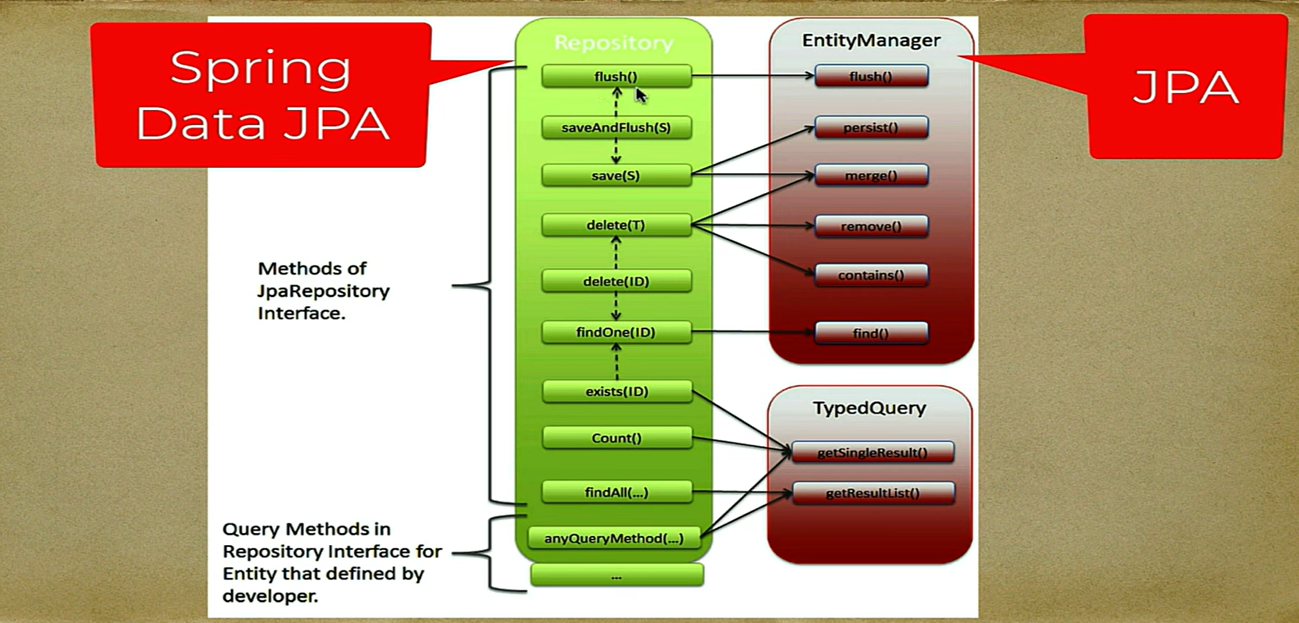 Spring
Data JPA
Repository
flush()
saveAndFlush(S)
save(S)
delete(T)
delete(ID)
findOne(ID)
exists(ID)
Count()
findAll(...)
anyQueryMethod(...)
...
EntityManager
flush()
persist()
merge()
remove()
contains()
find()
JPA
TypedQuery
getSingleResult()
getResultList()
Methods of
JpaRepository
Interface.
Query Methods in
Repository Interface for
Entity that defined by
developer.